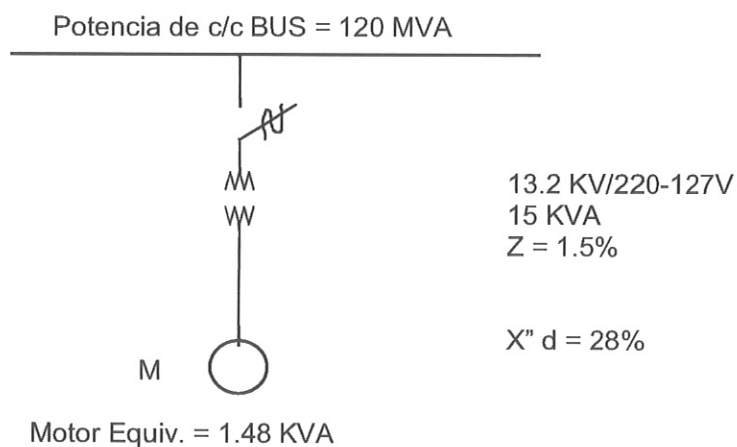 Potencia de c/c BUS = 120 MVA
13.2 KV/220-127V
15 KVA
Z = 1.5%
X" d = 28%
M
Motor Equiv. = 1.48 KVA